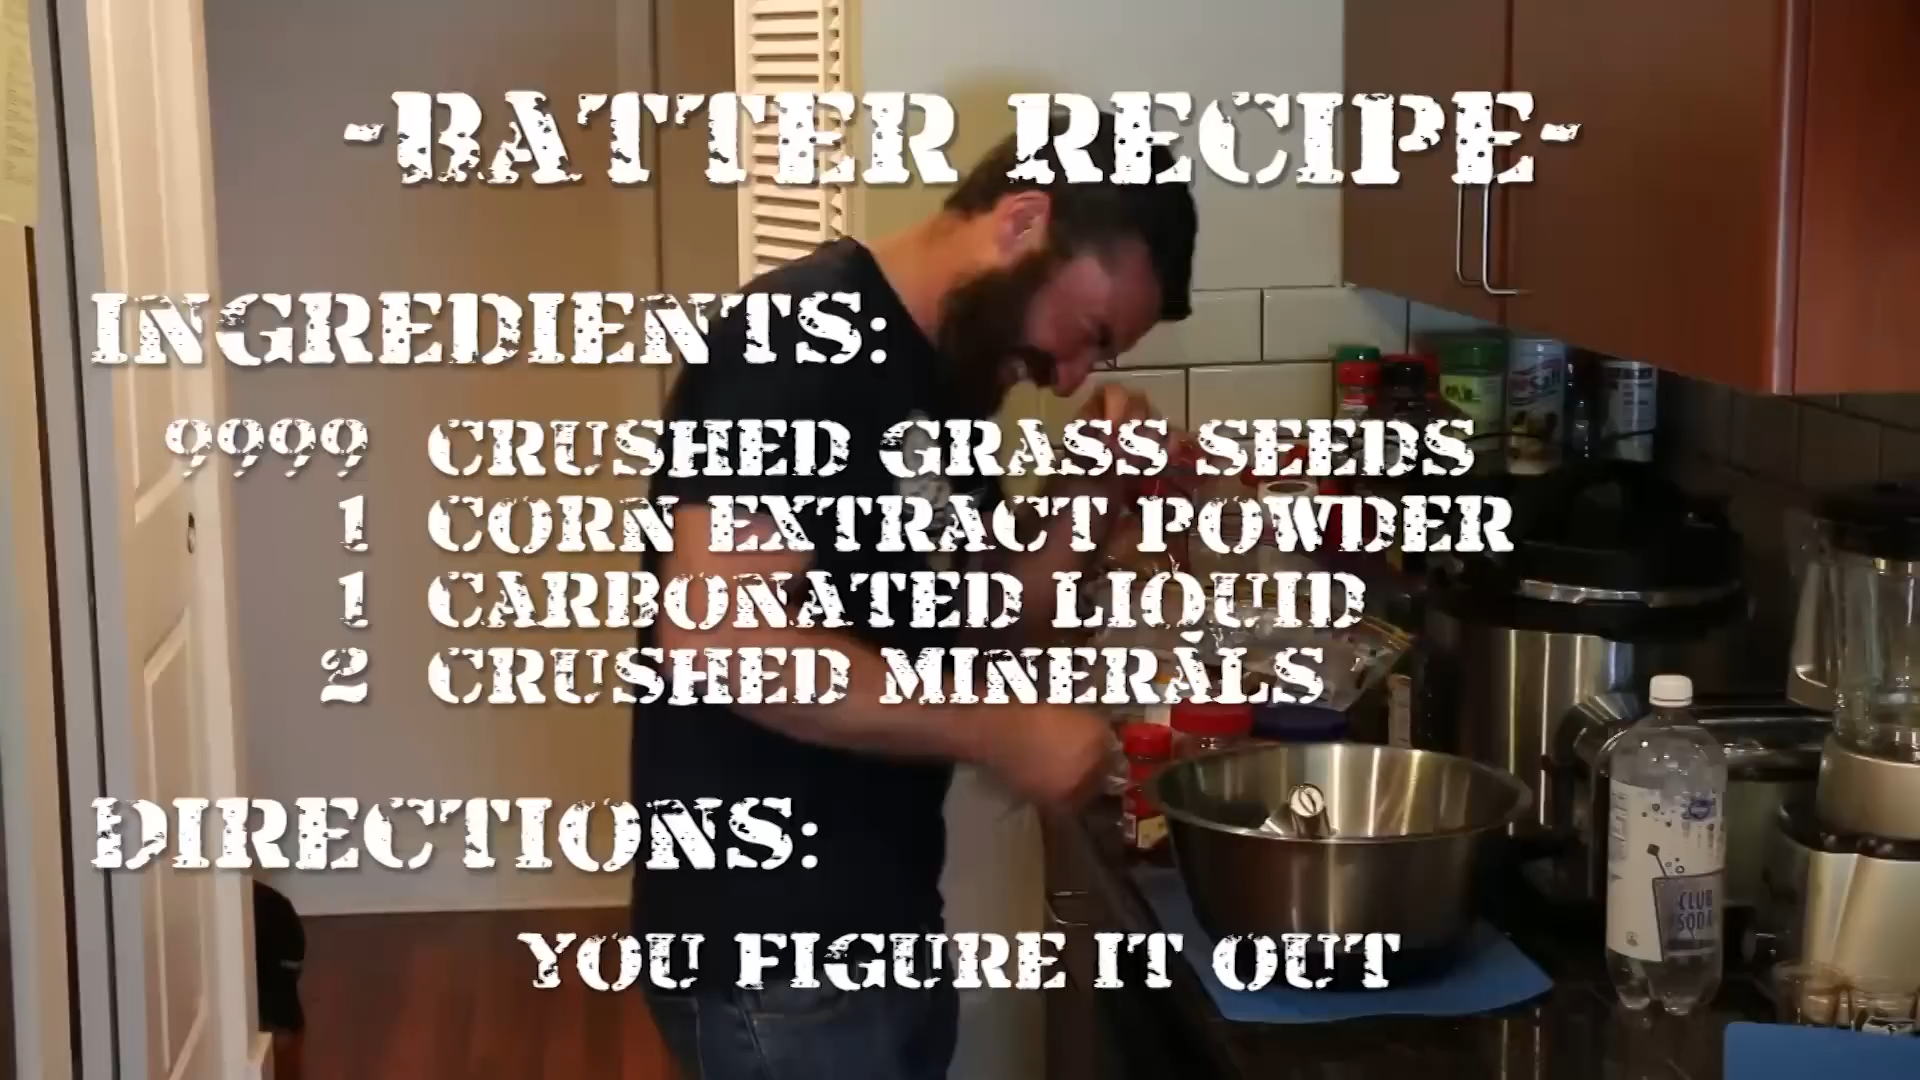 -BATTER RECIPE-
INGREDIENTS:
9999 CRUSHED GRASS SEEDS
1 CORN EXTRACT POWDER
1 CARBONATED LIQUID
2 CRUSHED MINERALS
DIRECTIONS:
YOU FIGURE IT OUT
CLUB
SODA